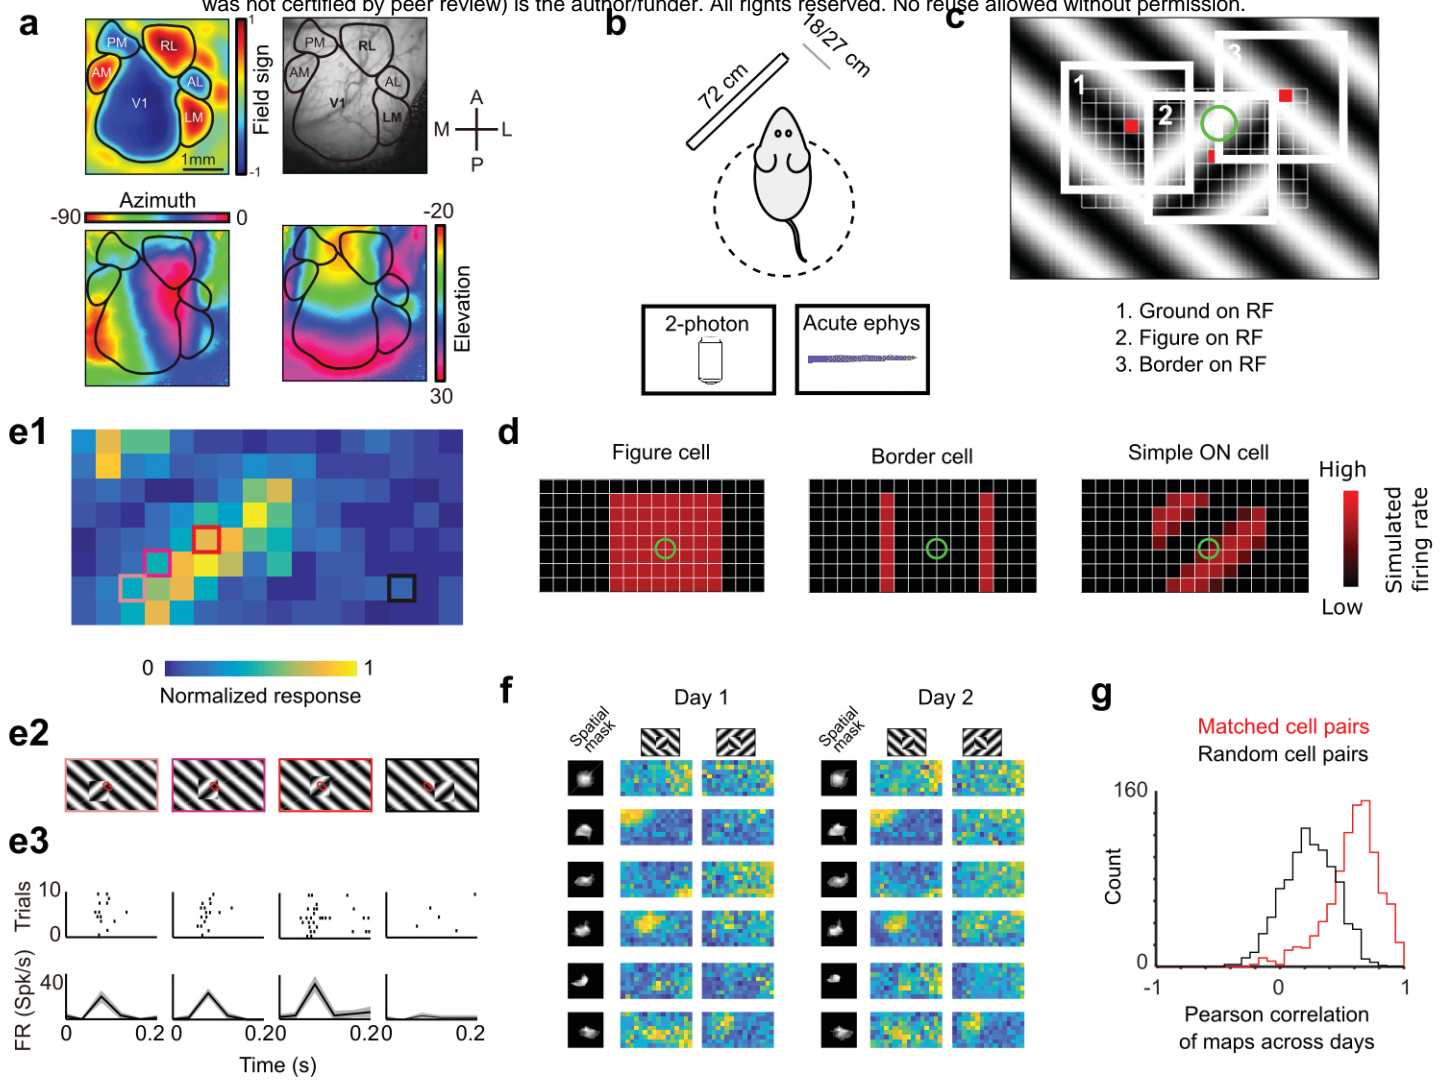 was not certified by peer review) is the author/funder. All rights reserved. No reuse allowed without permission.
a
PM
RL
AM
AL
V1
LM
1mm
1
Field sign
-1
PM
RL
AM
AL
V1
LM
A
M
L
P
Azimuth
-90
0
-20
Elevation
30
b
72 cm
18/27 cm
2-photon
Acute ephys
c
1
2
3
1. Ground on RF
2. Figure on RF
3. Border on RF
d
Figure cell
Border cell
Simple ON cell
High
Low
Simulated
firing rate
e1
0
1
Normalized response
e2
e3
Trials
10
0
FR (Spk/s)
40
0
0.2
0
0.2
0
0.2
0
0.2
Time (s)
f
Day 1
Day 2
Spatial
mask
Spatial
mask
g
Matched cell pairs
Random cell pairs
160
Count
0
-1
0
1
Pearson correlation
of maps across days